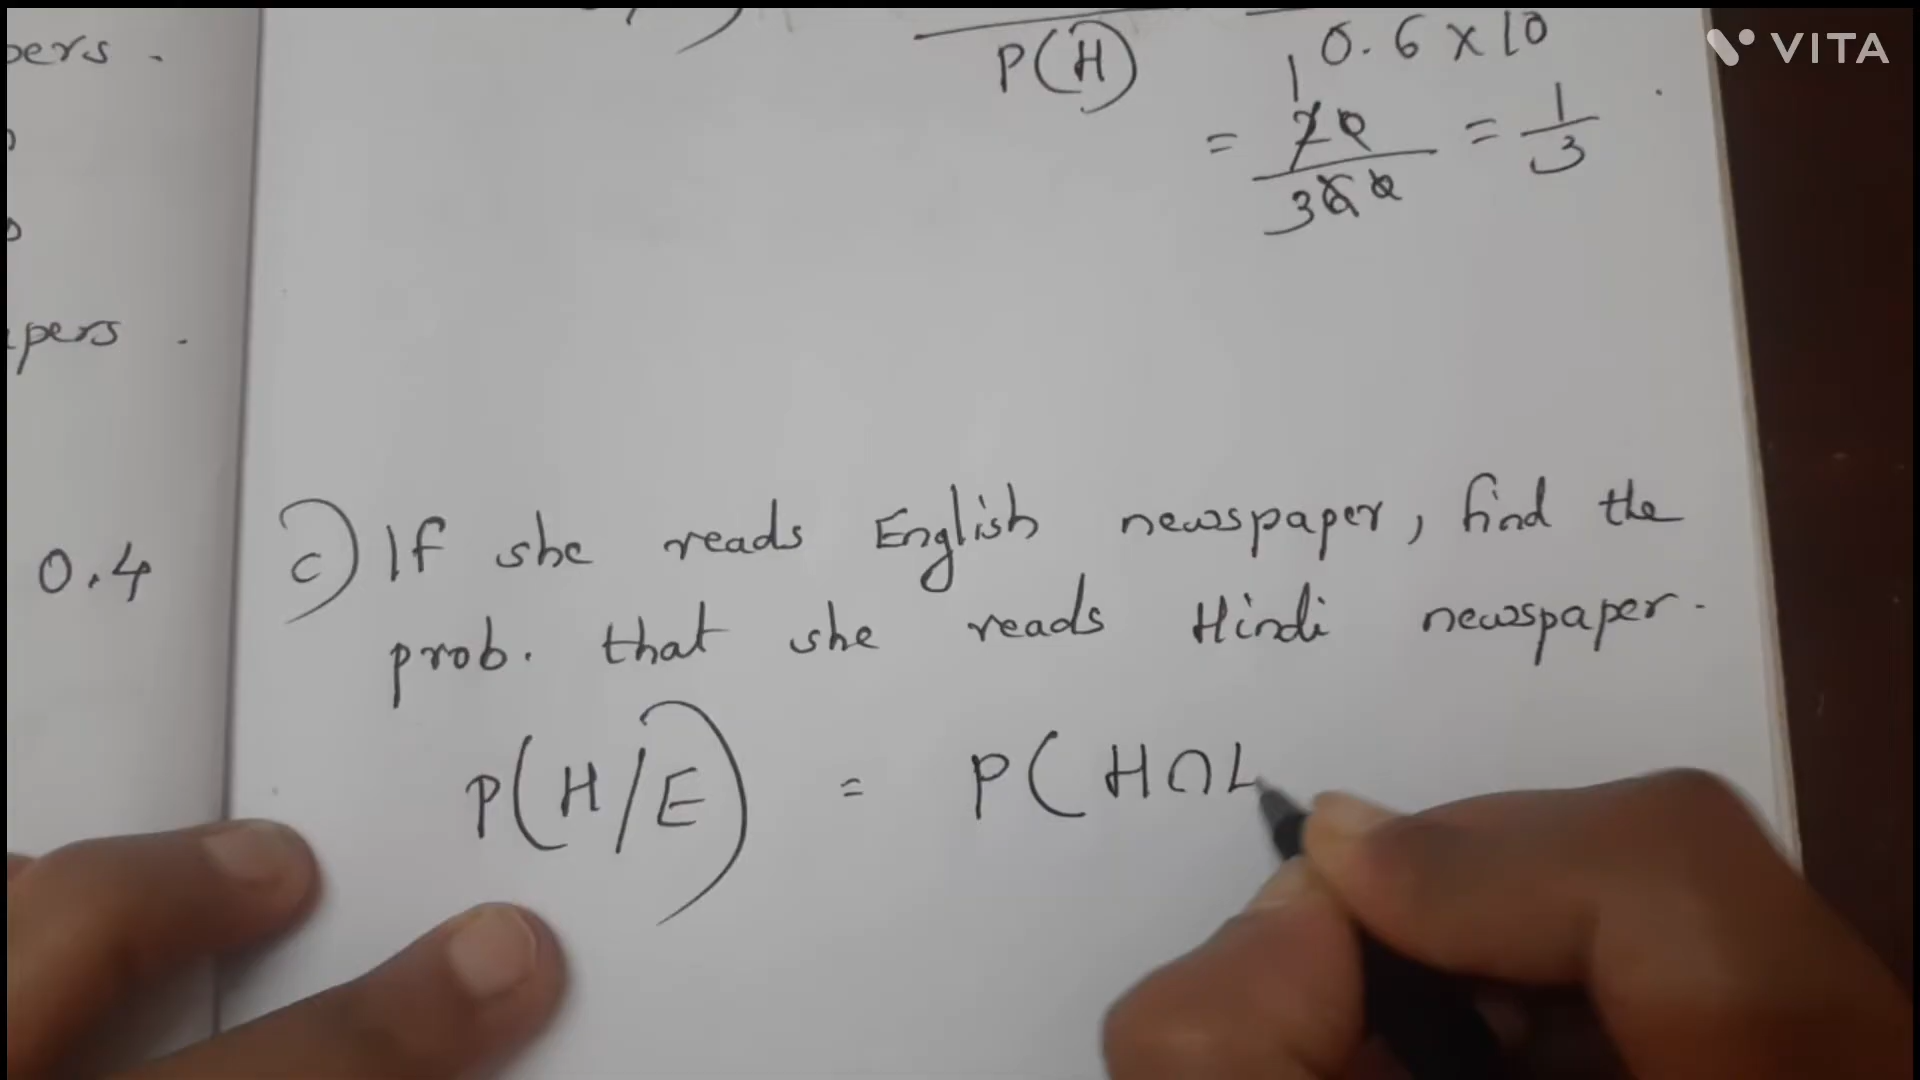 pers.
P(H)
0.6 x 10
1
= 20 = 1
360 3
pers.
0.4
c) If she reads English newspaper, find the
prob. that she reads Hindi newspaper.
P(H/E) = P(H∩
VITA